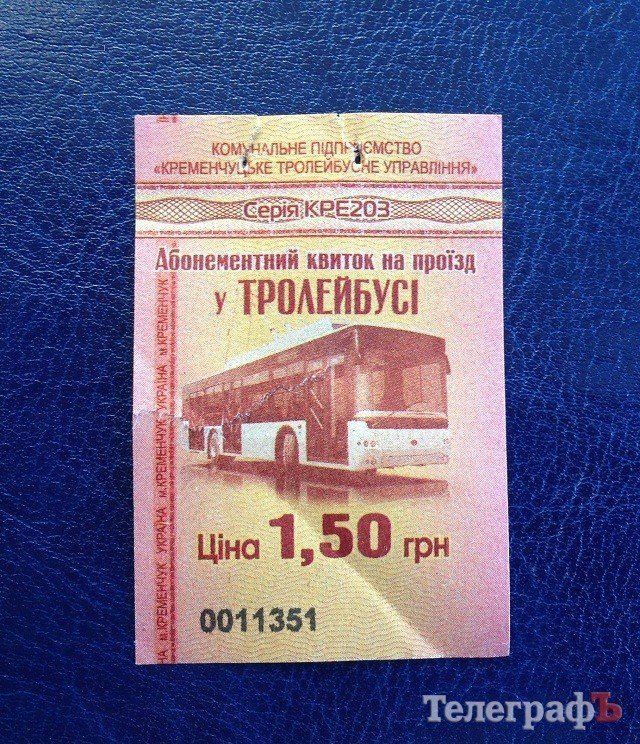 КОМУНАЛЬНЕ ПІДПРИЄМСТВО
«КРЕМЕНЧУЦЬКЕ ТРОЛЕЙБУСНЕ УПРАВЛІННЯ»
Серія КРЕ203
Абонементний квиток на проїзд
у ТРОЛЕЙБУСІ
Ціна 1,50 грн
0011351
м.КРЕМЕНЧУК УКРАЇНА м.КРЕМЕНЧУК УКРАЇНА м.КРЕМЕНЧУК
ТелеграфЪ